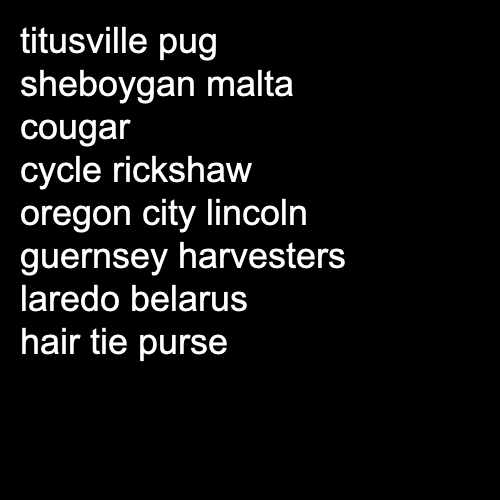 titusville pug
sheboygan malta
cougar
cycle rickshaw
oregon city lincoln
guernsey harvesters
laredo belarus
hair tie purse